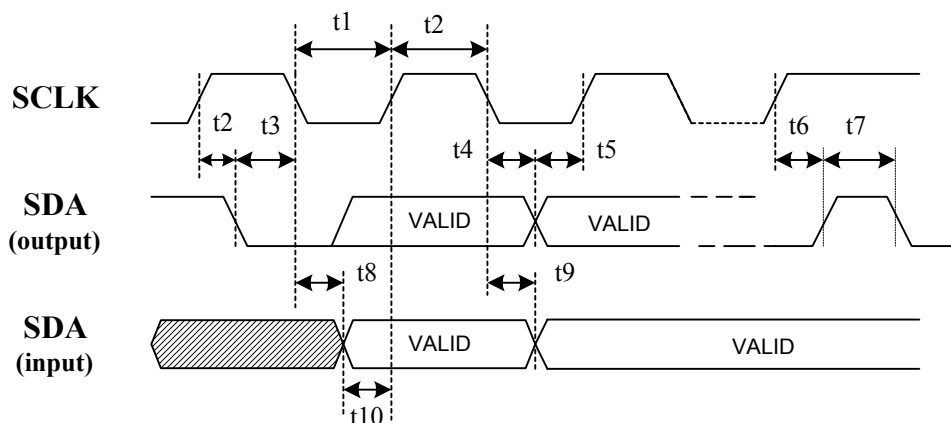 t1
t2
SCLK
t2
t3
t4
t5
t6
t7
SDA
(output)
VALID
VALID
t8
t9
SDA
(input)
VALID
VALID
t10